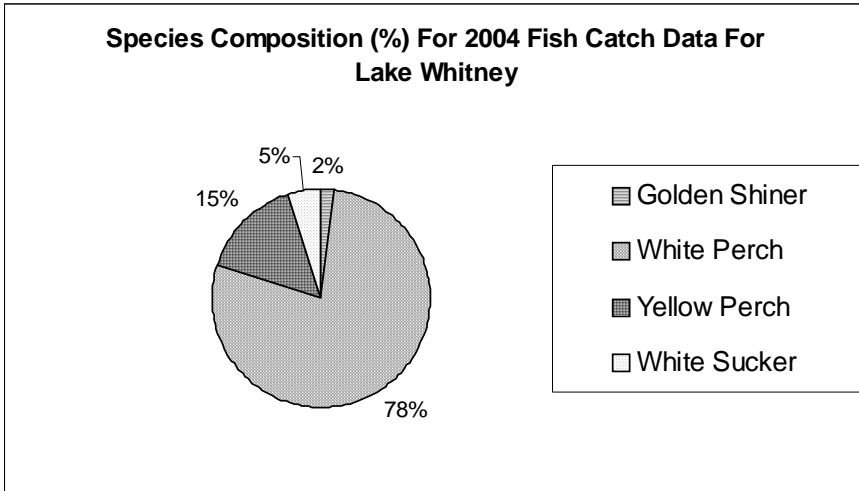 Species Composition (%) For 2004 Fish Catch Data For
Lake Whitney
5%
2%
15%
78%
Golden Shiner
White Perch
Yellow Perch
White Sucker